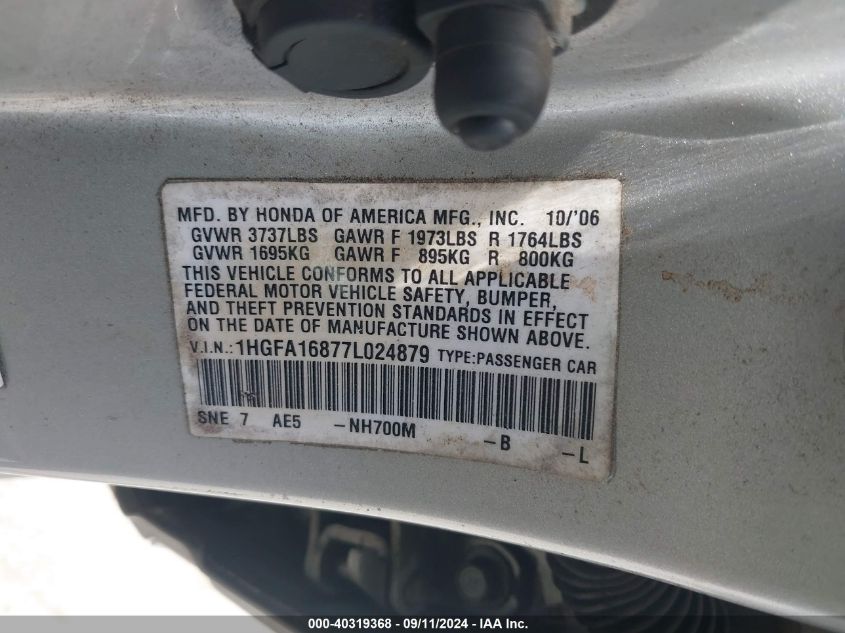 MFD. BY HONDA OF AMERICA MFG., INC. 10/'06
GVWR 3737LBS GAWR F 1973LBS R 1764LBS
GVWR 1695KG GAWR F 895KG R 800KG
THIS VEHICLE CONFORMS TO ALL APPLICABLE
FEDERAL MOTOR VEHICLE SAFETY, BUMPER,
AND THEFT PREVENTION STANDARDS IN EFFECT
ON THE DATE OF MANUFACTURE SHOWN ABOVE.
V.I.N.:1HGFA16877L024879 TYPE:PASSENGER CAR
SNE 7 AE5 -NH700M -B -L
000-40319368 - 09/11/2024 - IAA Inc.